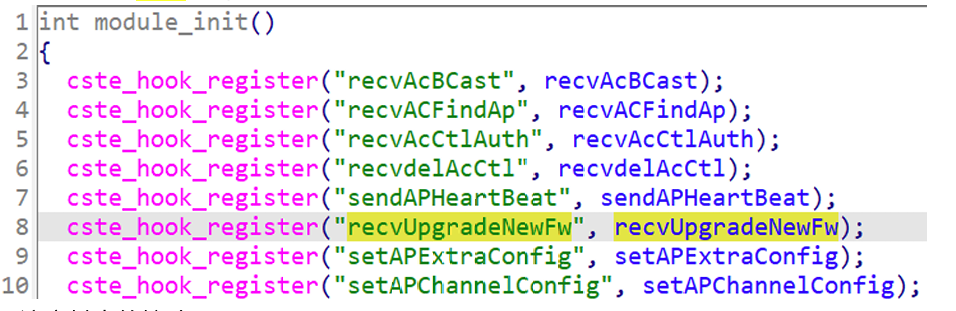 1 int module_init()
2 {
3 cste_hook_register("recvAcBCast", recvAcBCast);
4 cste_hook_register("recvACFindAp", recvACFindAp);
5 cste_hook_register("recvAcCtlAuth", recvAcCtlAuth);
6 cste_hook_register("recvdelAcCtl", recvdelAcCtl);
7 cste_hook_register("sendAPHeartBeat", sendAPHeartBeat);
8 cste_hook_register("recvUpgradeNewFw", recvUpgradeNewFw);
9 cste_hook_register("setAPExtraConfig", setAPExtraConfig);
10 cste_hook_register("setAPChannelConfig", setAPChannelConfig);